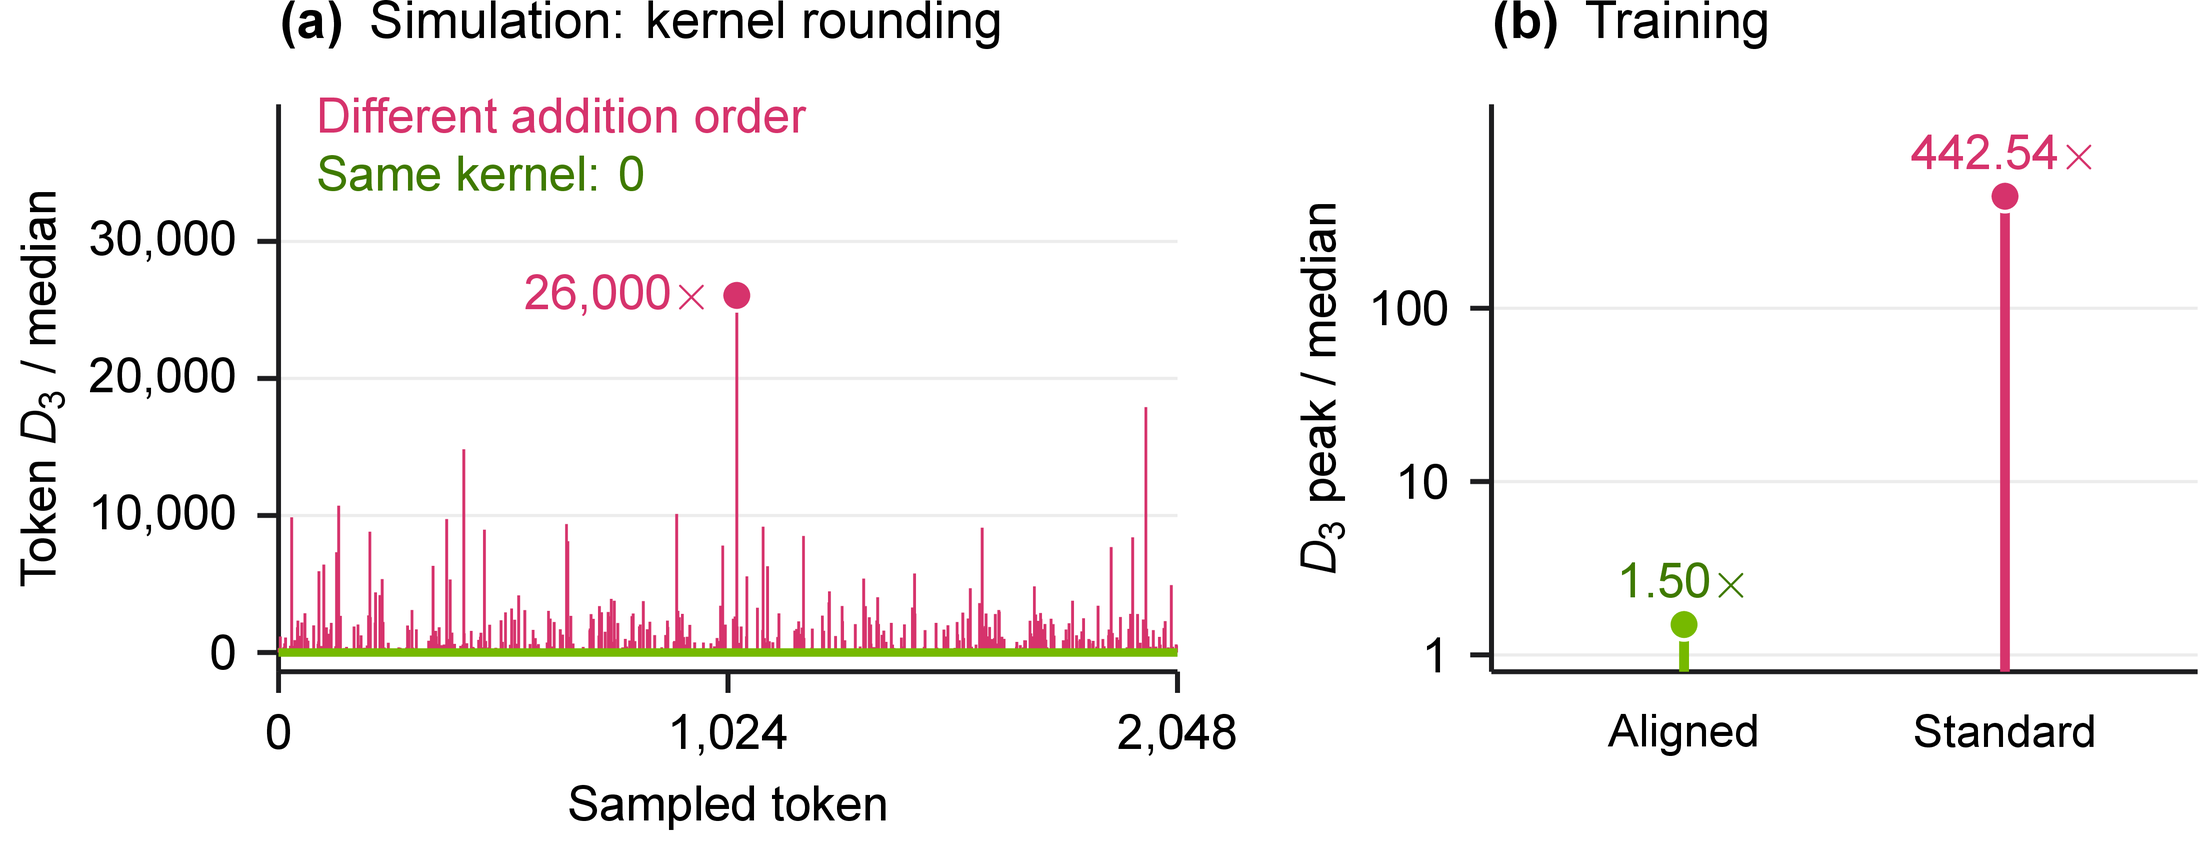 (a) Simulation: kernel rounding
Different addition order
Same kernel: 0
Token D3 / median
30,000
20,000
10,000
0
26,000×
0
1,024
2,048
Sampled token
(b) Training
D3 peak / median
100
10
1
442.54×
1.50×
Aligned
Standard